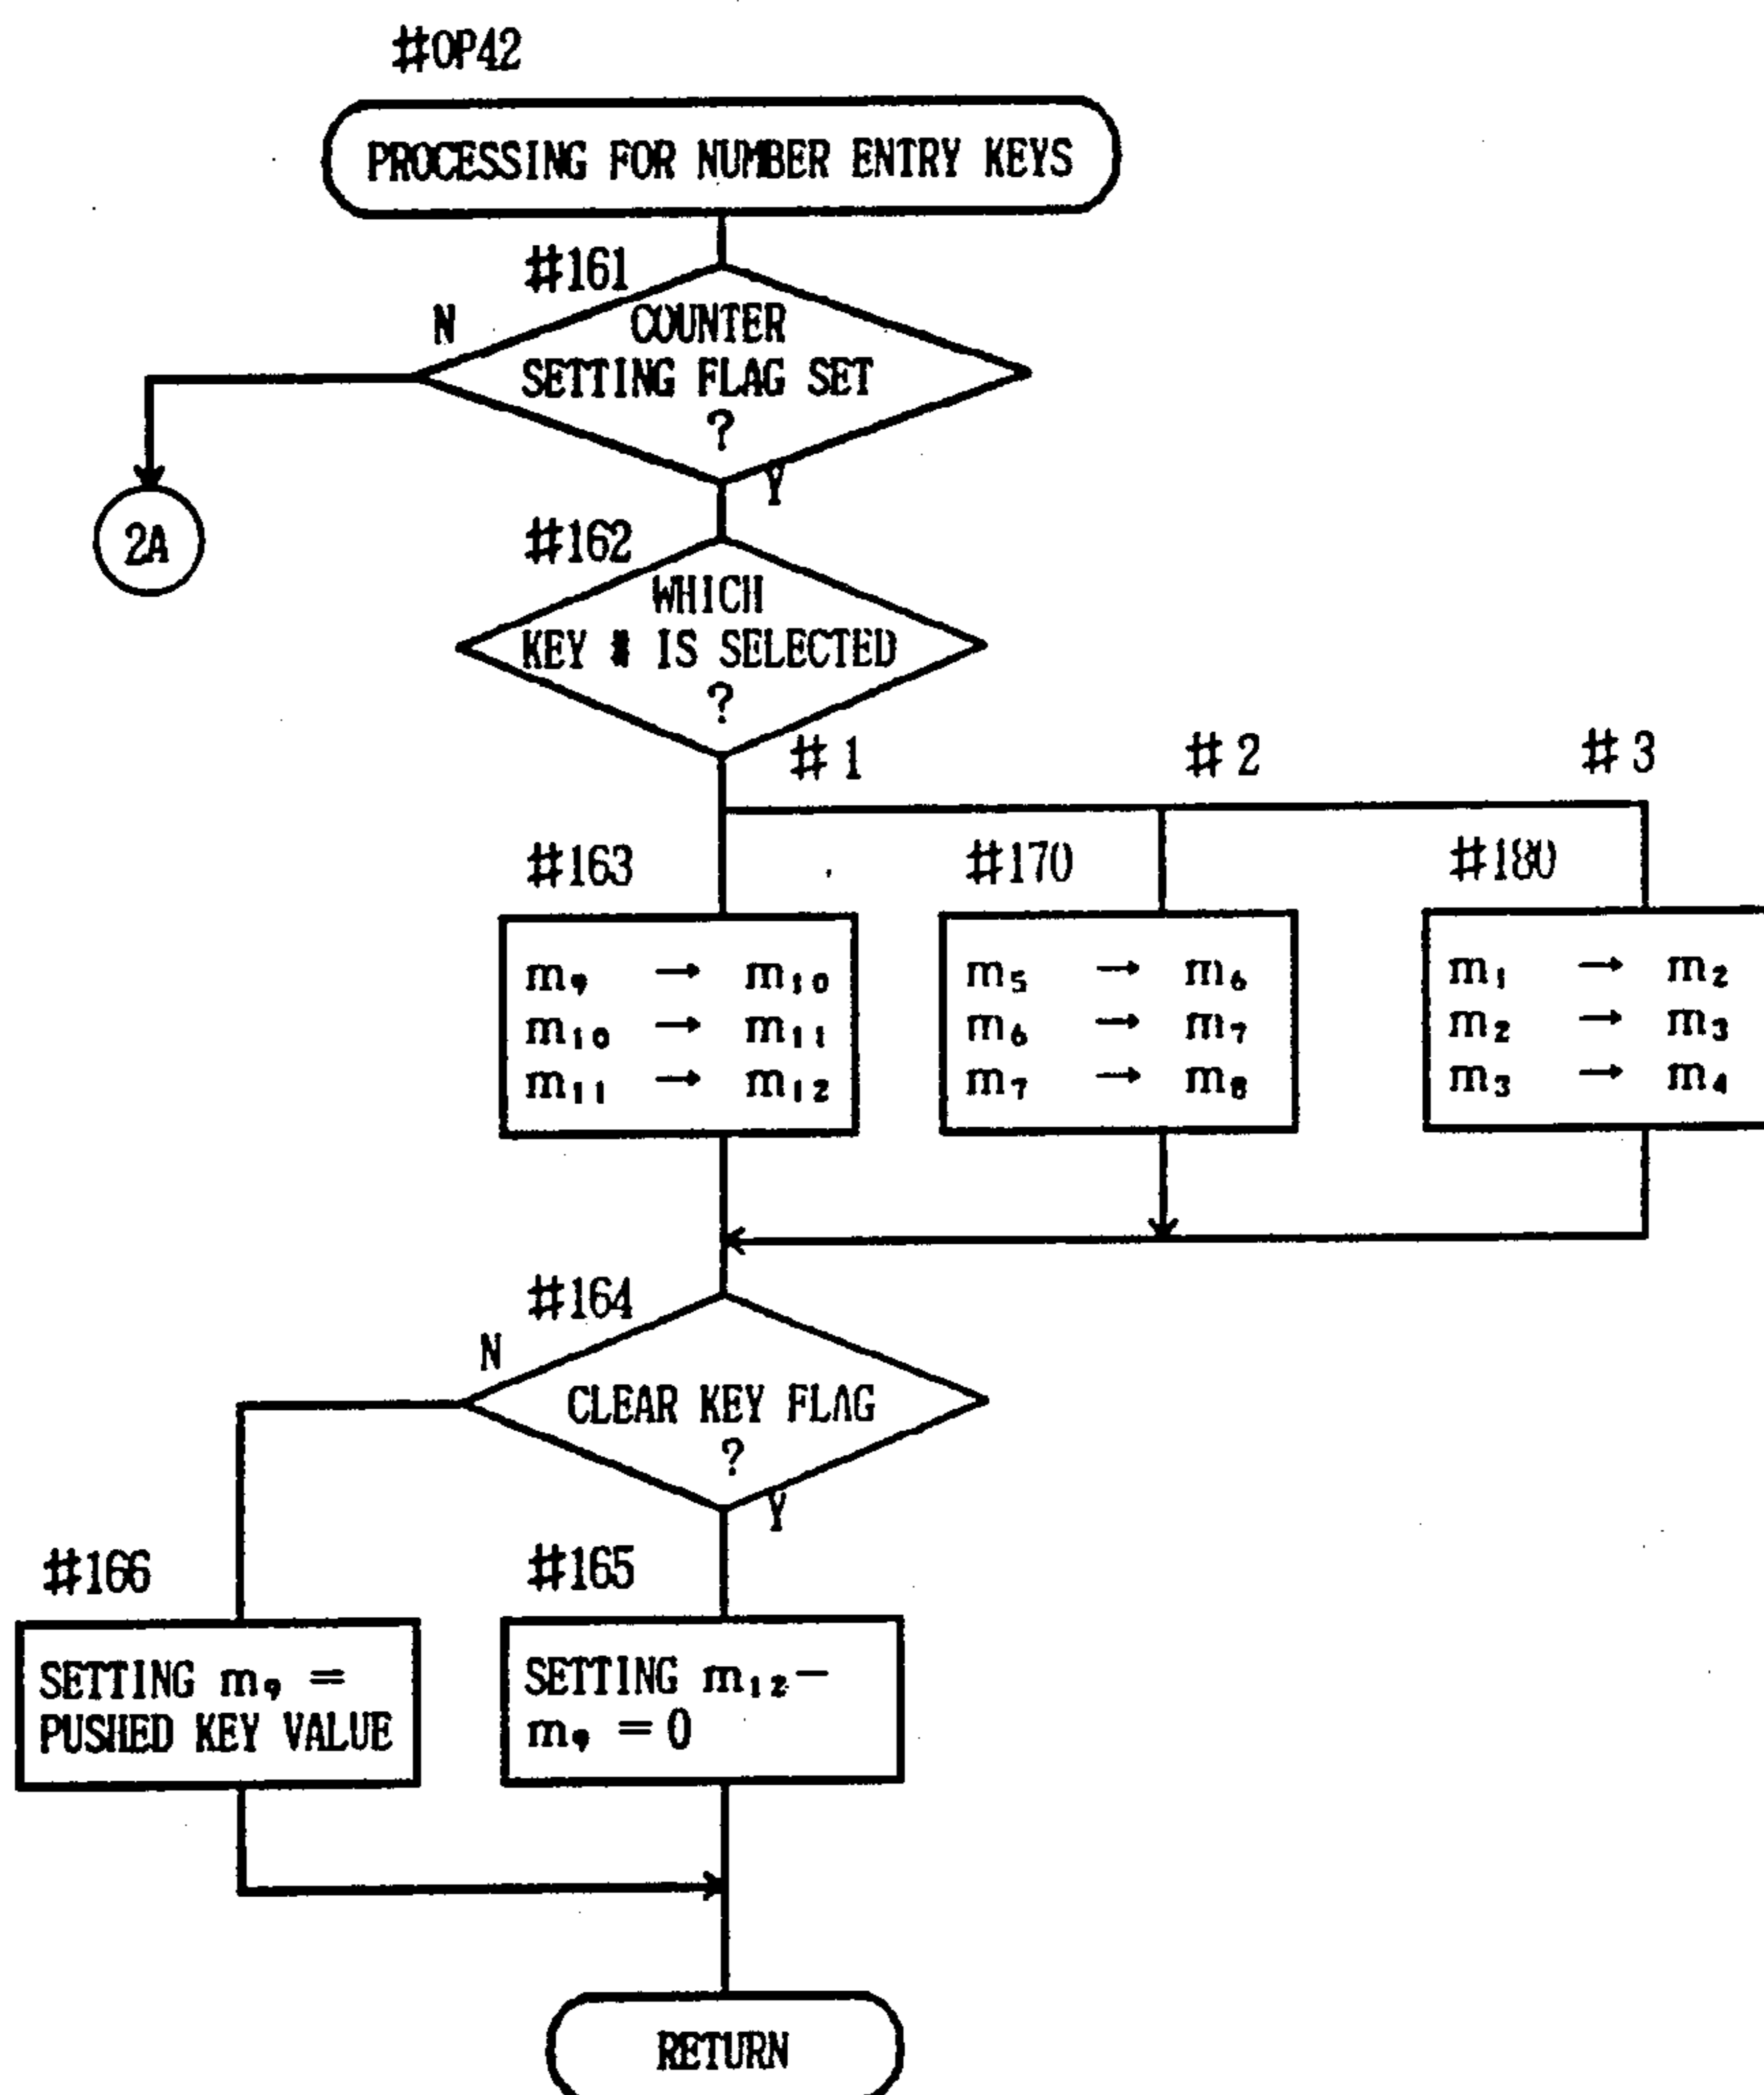 #OP42
PROCESSING FOR NUMBER ENTRY KEYS
#161
N
COUNTER
SETTING FLAG SET
?
Y
2A
#162
WHICH
KEY # IS SELECTED
?
#1
#2
#3
#163
m₉ → m₁₀
m₁₀ → m₁₁
m₁₁ → m₁₂
#170
m₅ → m₆
m₆ → m₇
m₇ → m₈
#180
m₁ → m₂
m₂ → m₃
m₃ → m₄
#164
N
CLEAR KEY FLAG
?
Y
#166
SETTING m₉ =
PUSHED KEY VALUE
#165
SETTING m₁₂−
m₉ = 0
RETURN